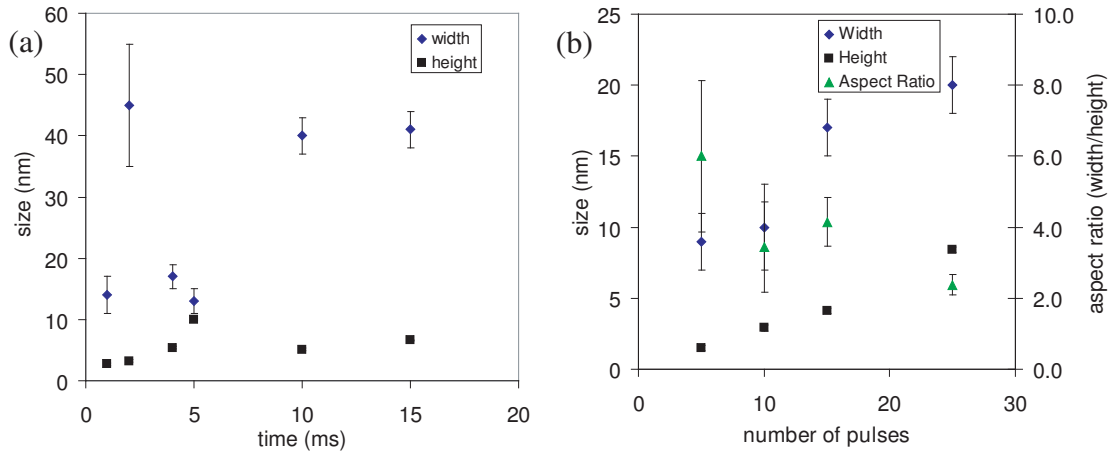 (a)
60
50
40
30
20
10
0
size (nm)
width
height
0 5 10 15 20
time (ms)
(b)
25
20
15
10
5
0
size (nm)
Width
Height
Aspect Ratio
10.0
8.0
6.0
4.0
2.0
0.0
aspect ratio (width/height)
0 10 20 30
number of pulses